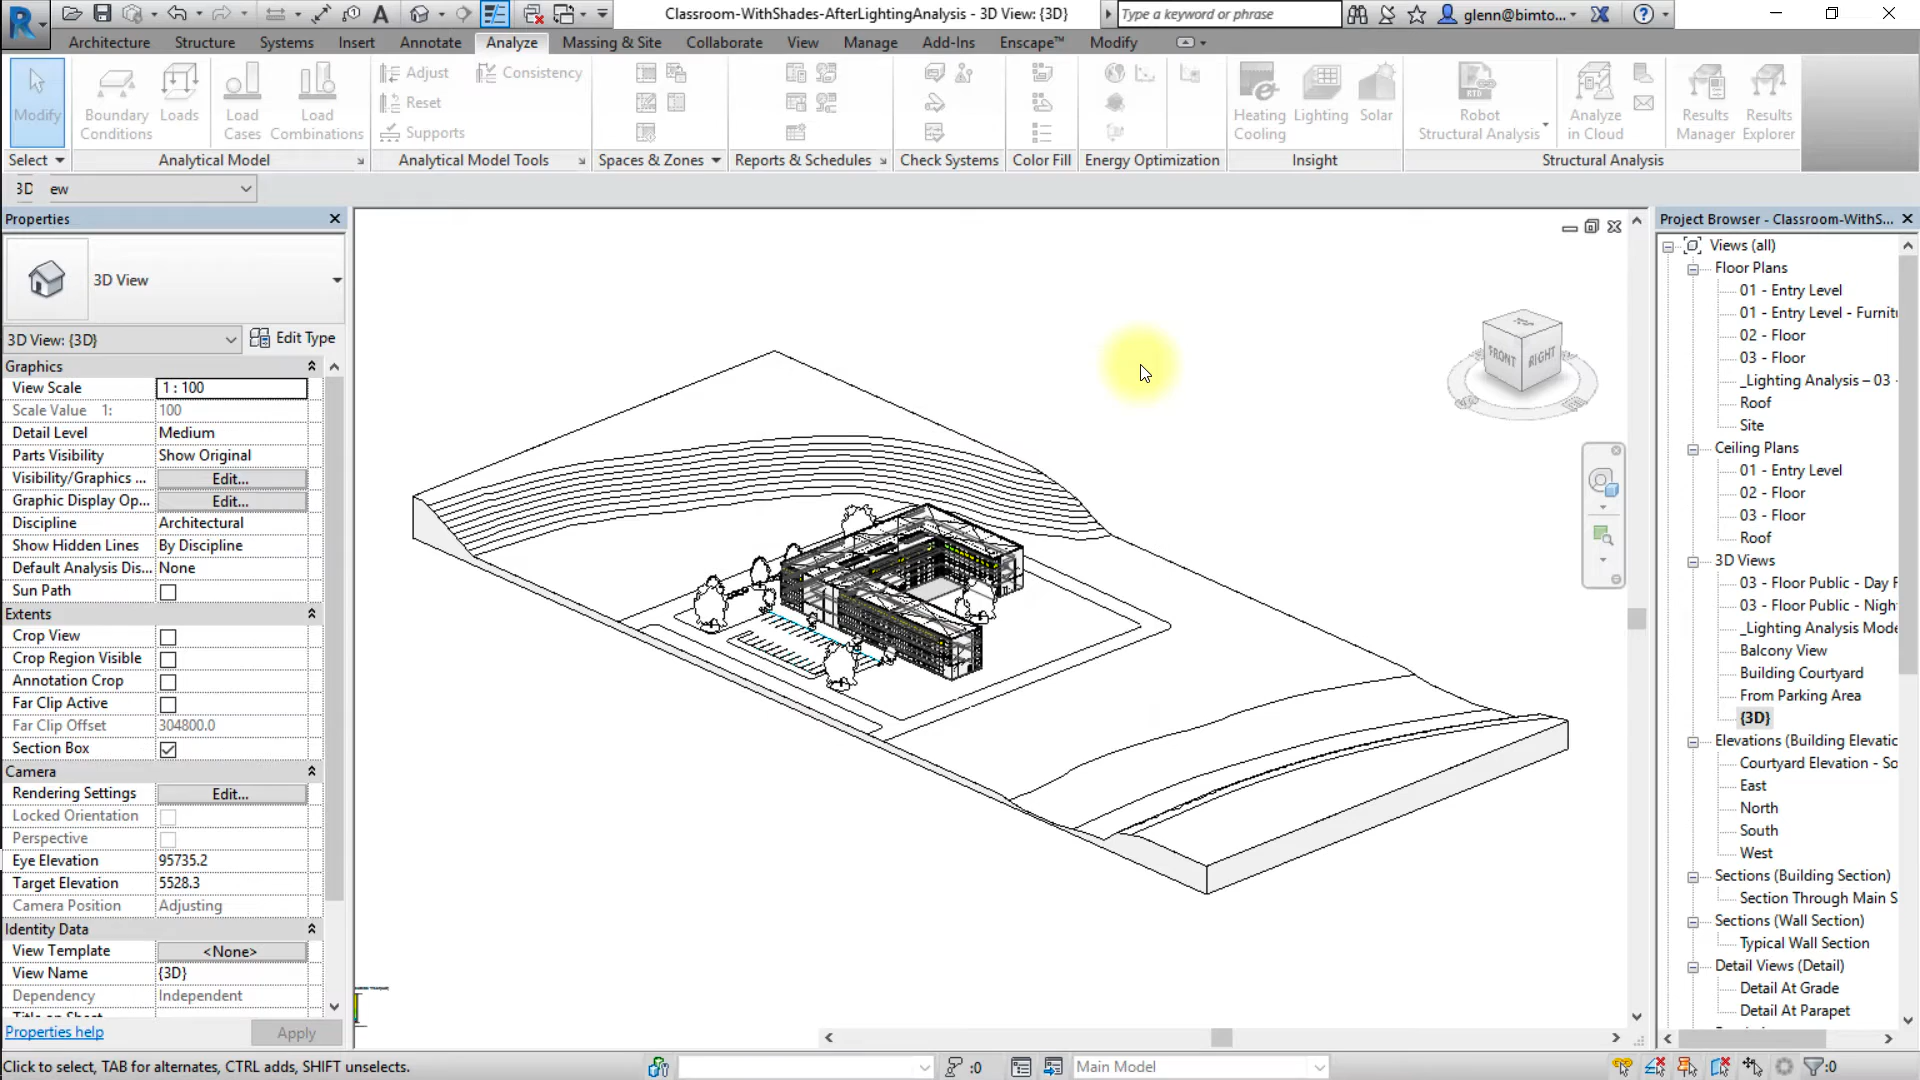 Classroom-WithShades-AfterLightingAnalysis - 3D View: {3D}
Type a keyword or phrase
glenn@bimto...
Architecture Structure Systems Insert Annotate Analyze Massing & Site Collaborate View Manage Add-Ins Enscape™ Modify
Modify
Boundary Conditions
Loads
Load Cases
Load Combinations
Adjust
Reset
Supports
Consistency
Heating Cooling
Lighting
Solar
Robot Structural Analysis
Analyze in Cloud
Results Manager
Results Explorer
Select
Analytical Model
Analytical Model Tools
Spaces & Zones
Reports & Schedules
Check Systems
Color Fill
Energy Optimization
Insight
Structural Analysis
3D ew
Properties
3D View
3D View: {3D}
Edit Type
Graphics
View Scale 1 : 100
Scale Value 1: 100
Detail Level Medium
Parts Visibility Show Original
Visibility/Graphics ... Edit...
Graphic Display Op... Edit...
Discipline Architectural
Show Hidden Lines By Discipline
Default Analysis Dis... None
Sun Path
Extents
Crop View
Crop Region Visible
Annotation Crop
Far Clip Active
Far Clip Offset 304800.0
Section Box
Camera
Rendering Settings Edit...
Locked Orientation
Perspective
Eye Elevation 95735.2
Target Elevation 5528.3
Camera Position Adjusting
Identity Data
View Template <None>
View Name {3D}
Dependency Independent
Properties help
Apply
FRONT RIGHT
Project Browser - Classroom-WithS...
Views (all)
Floor Plans
01 - Entry Level
01 - Entry Level - Furnitu
02 - Floor
03 - Floor
_Lighting Analysis – 03 -
Roof
Site
Ceiling Plans
01 - Entry Level
02 - Floor
03 - Floor
Roof
3D Views
03 - Floor Public - Day F
03 - Floor Public - Nigh
_Lighting Analysis Mode
Balcony View
Building Courtyard
From Parking Area
{3D}
Elevations (Building Elevatic
Courtyard Elevation - So
East
North
South
West
Sections (Building Section)
Section Through Main S
Sections (Wall Section)
Typical Wall Section
Detail Views (Detail)
Detail At Grade
Detail At Parapet
Click to select, TAB for alternates, CTRL adds, SHIFT unselects.
:0
Main Model
:0